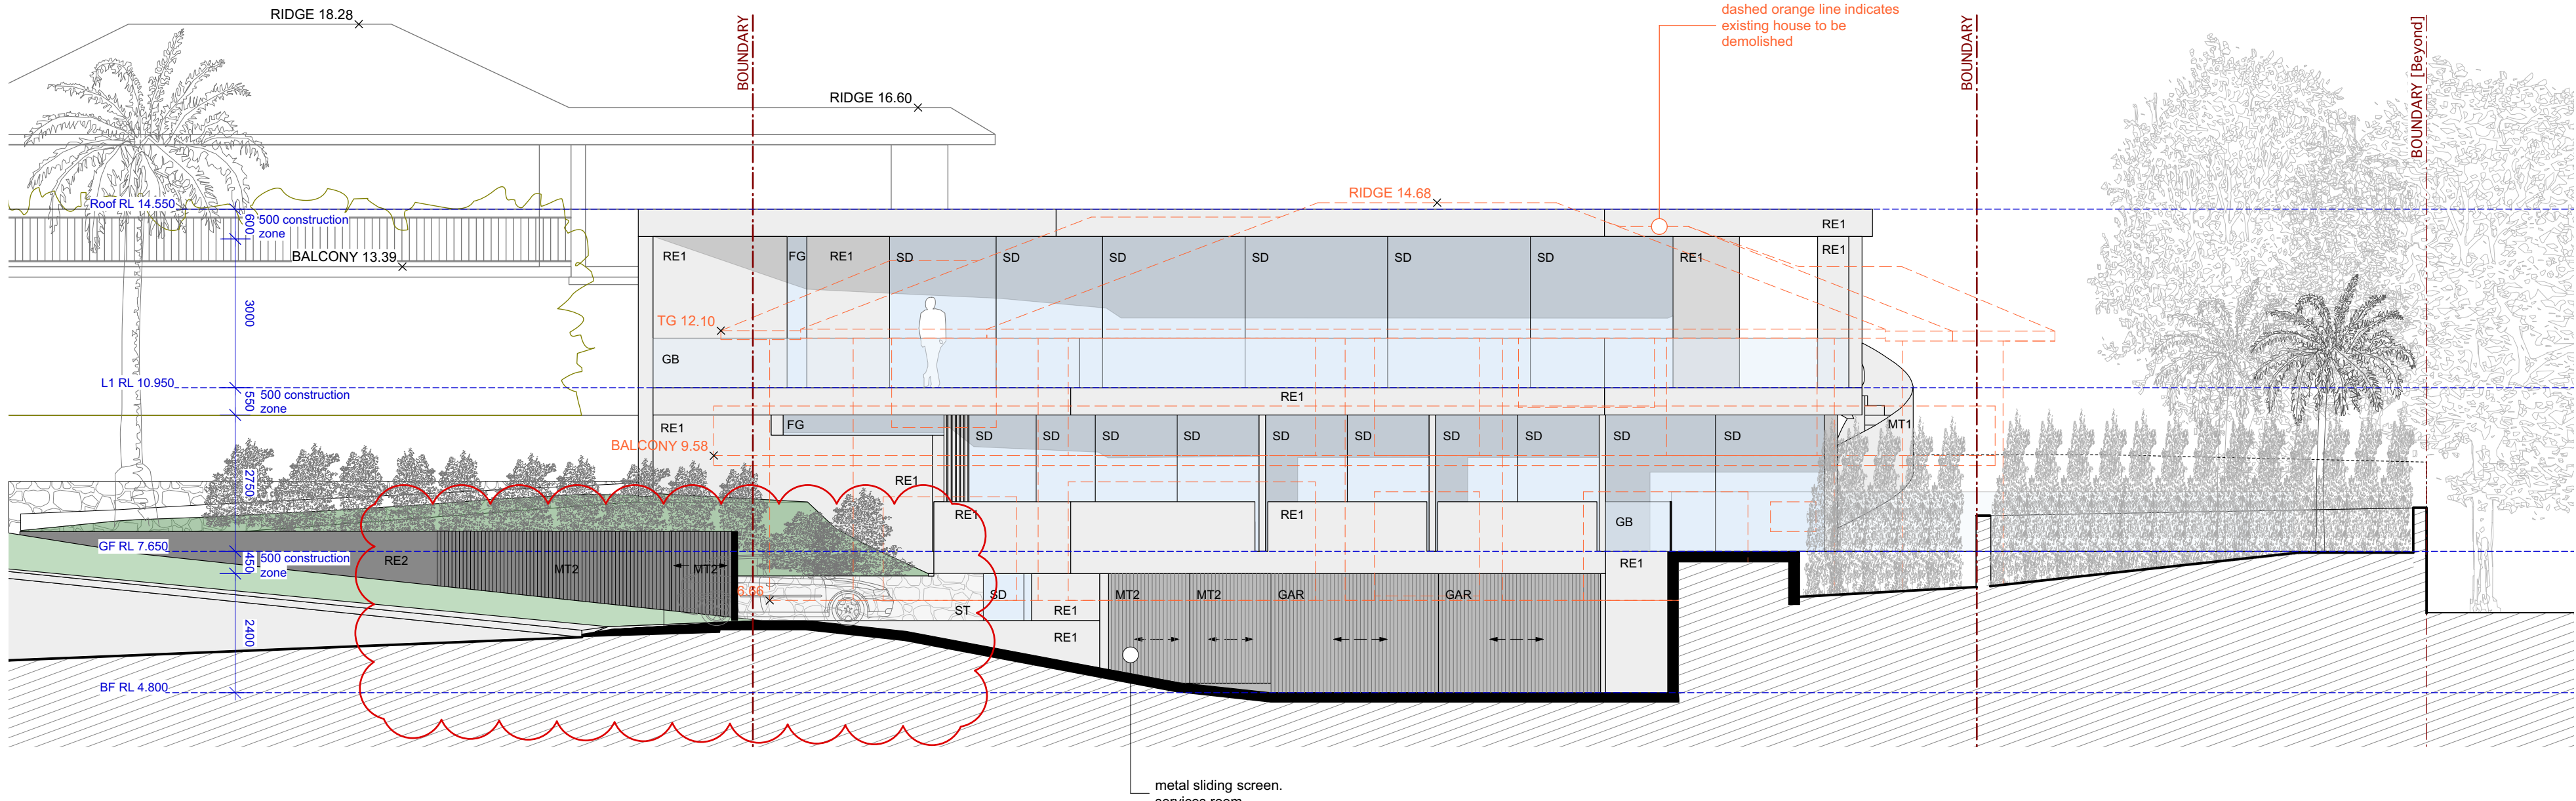 dashed orange line indicates
existing house to be
demolished
RIDGE 18.28
BOUNDARY
BOUNDARY
BOUNDARY [Beyond]
RIDGE 16.60
RIDGE 14.68
Roof RL 14.550
600
500 construction
zone
BALCONY 13.39
RE1
RE1
RE1
FG
RE1
SD
SD
SD
SD
SD
SD
RE1
3000
TG 12.10
GB
L1 RL 10.950
550
500 construction
zone
RE1
RE1
FG
SD
SD
SD
SD
SD
SD
SD
SD
SD
SD
MT1
BALCONY 9.58
2750
RE1
RE1
RE1
GB
GF RL 7.650
450
500 construction
zone
RE2
MT2
MT2
RE1
6.66
ST
SD
RE1
MT2
MT2
GAR
GAR
2400
RE1
BF RL 4.800
metal sliding screen.
services room